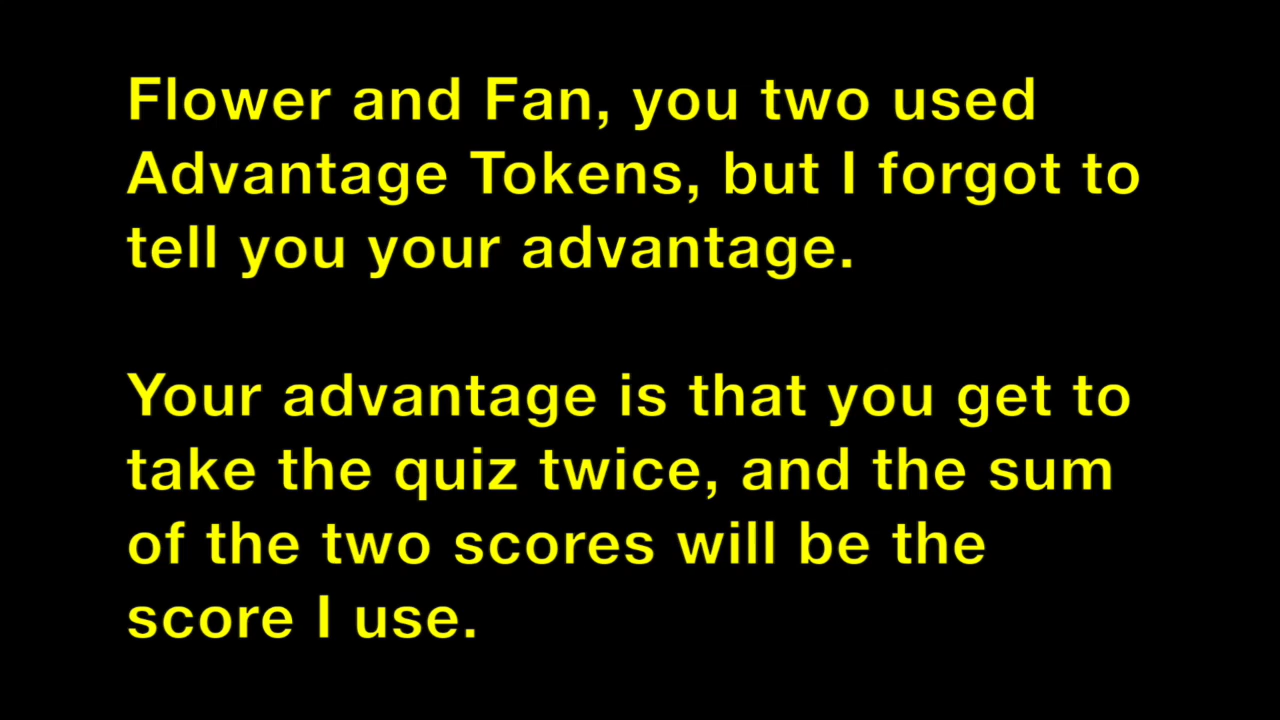 Flower and Fan, you two used
Advantage Tokens, but I forgot to
tell you your advantage.
Your advantage is that you get to
take the quiz twice, and the sum
of the two scores will be the
score I use.